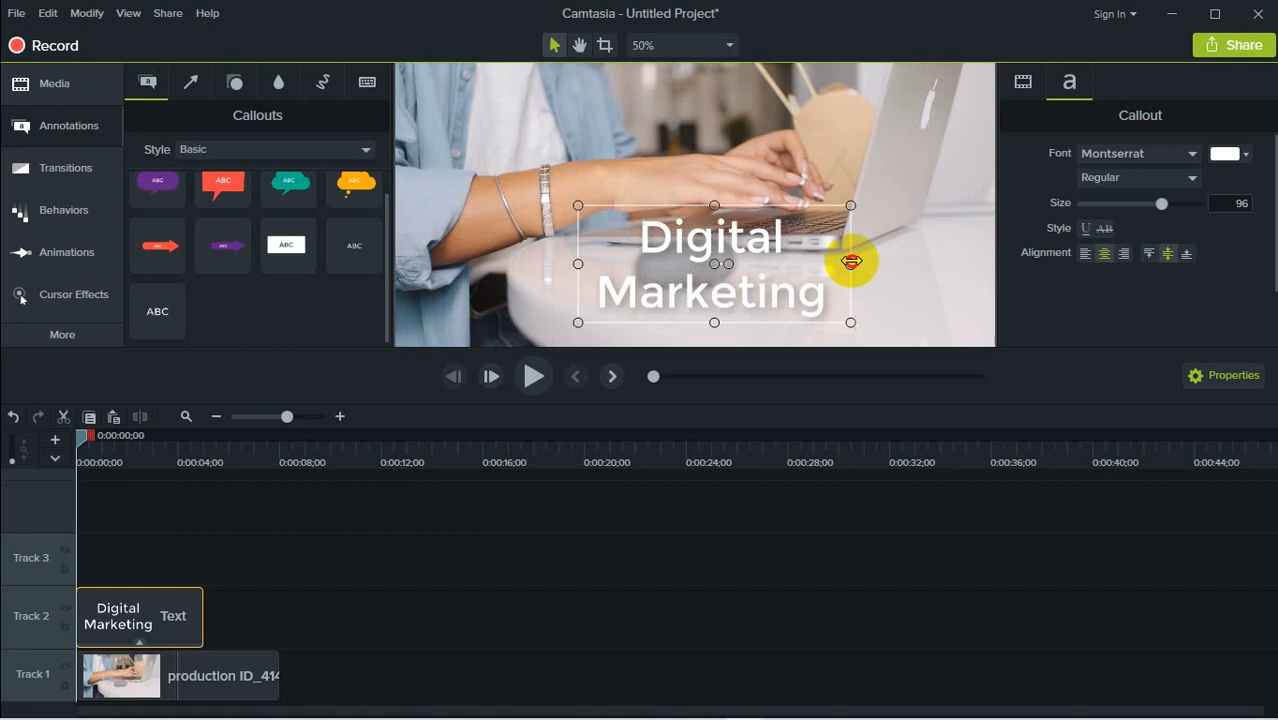 File Edit Modify View Share Help
Camtasia - Untitled Project*
Sign In
Record
50%
Share
Media
Annotations
Transitions
Behaviors
Animations
Cursor Effects
More
Callouts
Style Basic
ABC ABC ABC ABC
ABC ABC ABC ABC
ABC
Digital
Marketing
a
Callout
Font Montserrat
Regular
Size 96
Style U AB
Alignment
Properties
0:00:00;00
0:00:00;00 0:00:04;00 0:00:08;00 0:00:12;00 0:00:16;00 0:00:20;00 0:00:24;00 0:00:28;00 0:00:32;00 0:00:36;00 0:00:40;00 0:00:44;00
Track 3
Track 2
Digital
Marketing
Text
Track 1
production ID_414